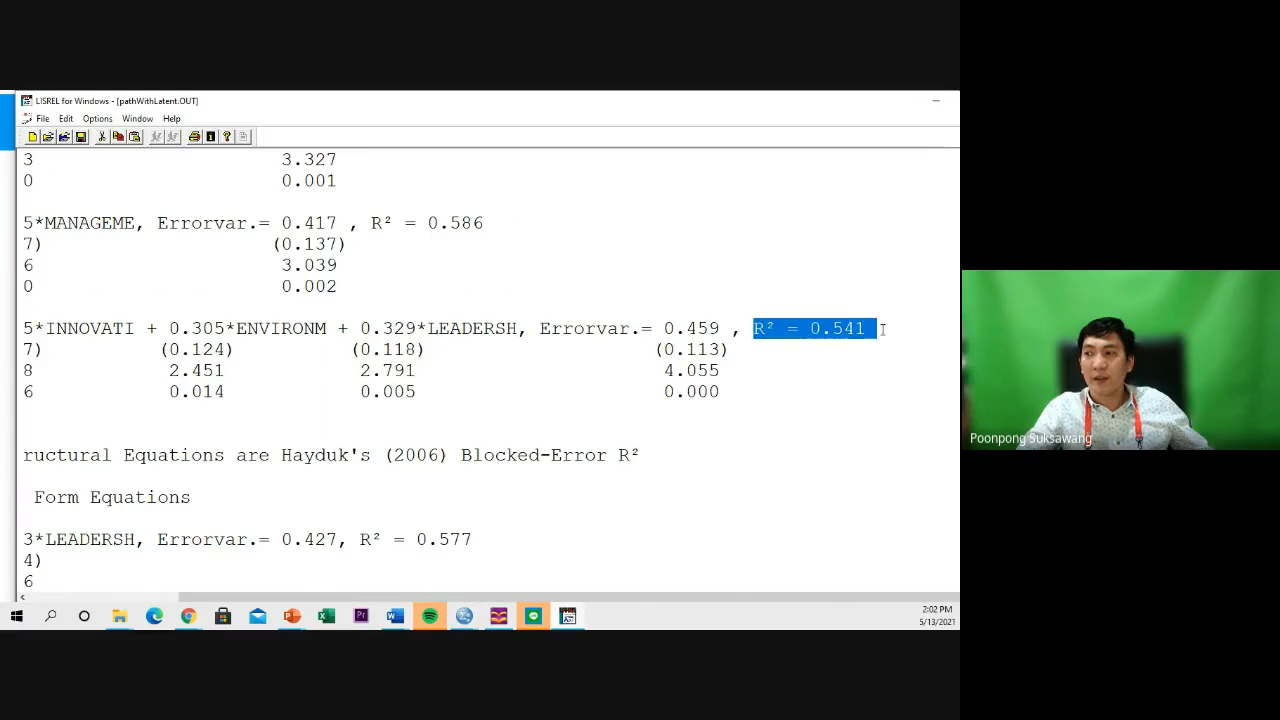 LISREL for Windows - [pathWithLatent.OUT]
File Edit Options Window Help
3 3.327
0 0.001
5*MANAGEME, Errorvar.= 0.417 , R² = 0.586
7) (0.137)
6 3.039
0 0.002
5*INNOVATI + 0.305*ENVIRONM + 0.329*LEADERSH, Errorvar.= 0.459 , R² = 0.541
7) (0.124) (0.118) (0.113)
8 2.451 2.791 4.055
6 0.014 0.005 0.000
ructural Equations are Hayduk's (2006) Blocked-Error R²
Form Equations
3*LEADERSH, Errorvar.= 0.427, R² = 0.577
4)
6
2:02 PM
5/13/2021
Poonpong Suksawang